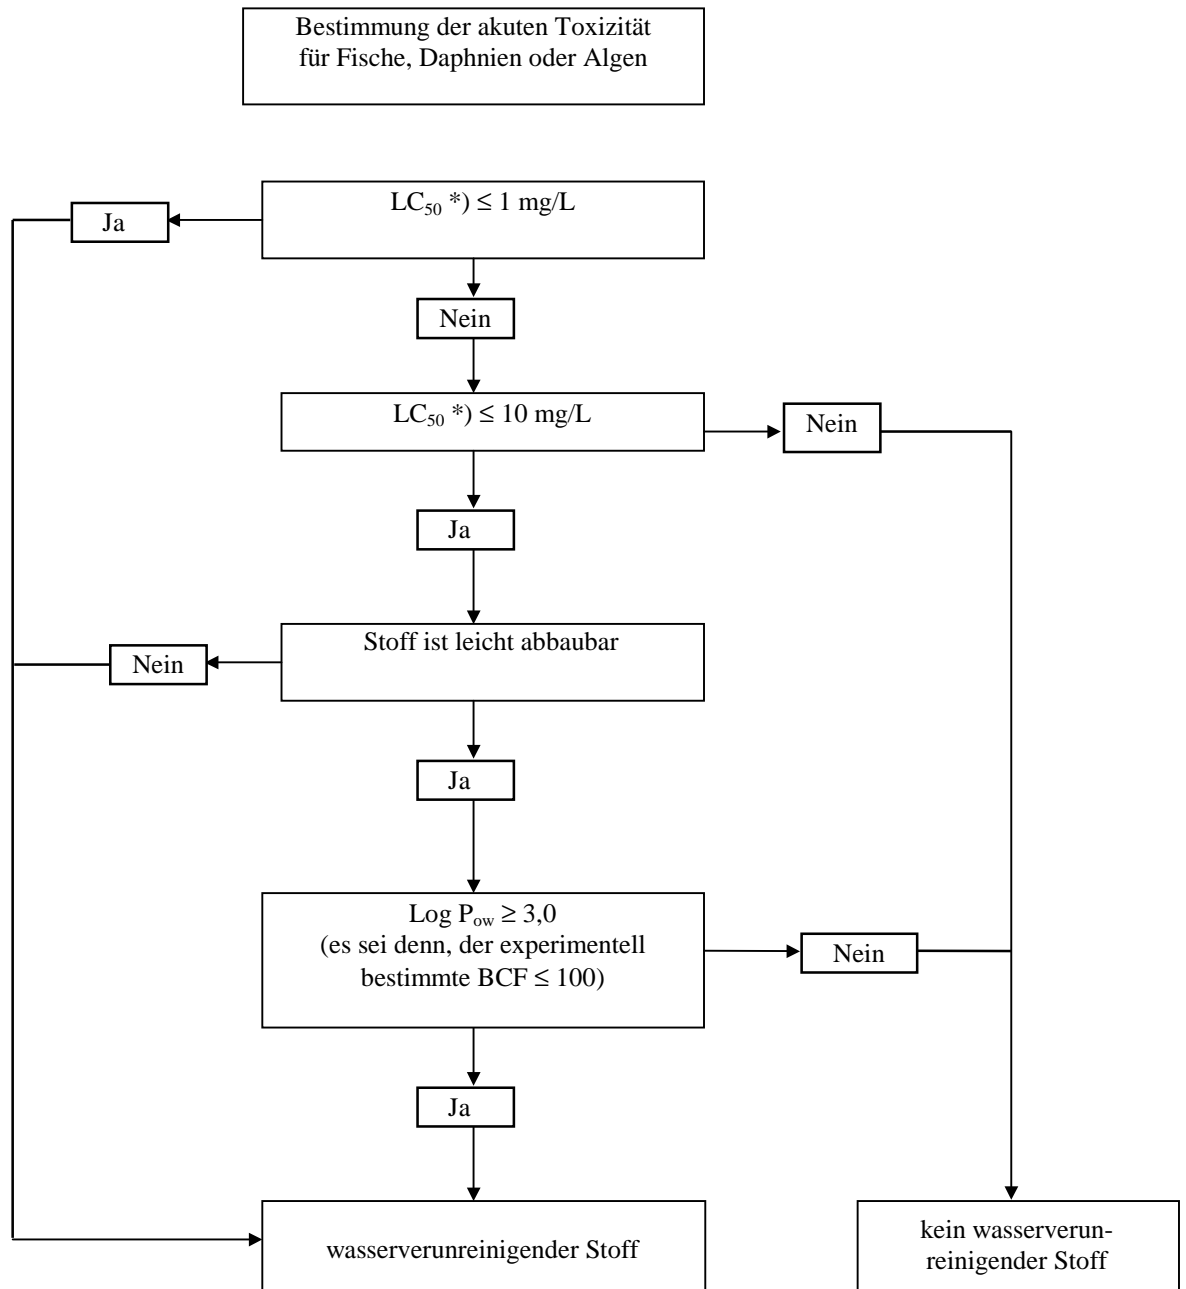 Bestimmung der akuten Toxizität
für Fische, Daphnien oder Algen
LC₅₀ *) ≤ 1 mg/L
Ja
Nein
LC₅₀ *) ≤ 10 mg/L
Nein
Ja
Stoff ist leicht abbaubar
Nein
Ja
Log Pₒw ≥ 3,0
(es sei denn, der experimentell
bestimmte BCF ≤ 100)
Nein
Ja
wasserverunreinigender Stoff
kein wasserverun-
reinigender Stoff